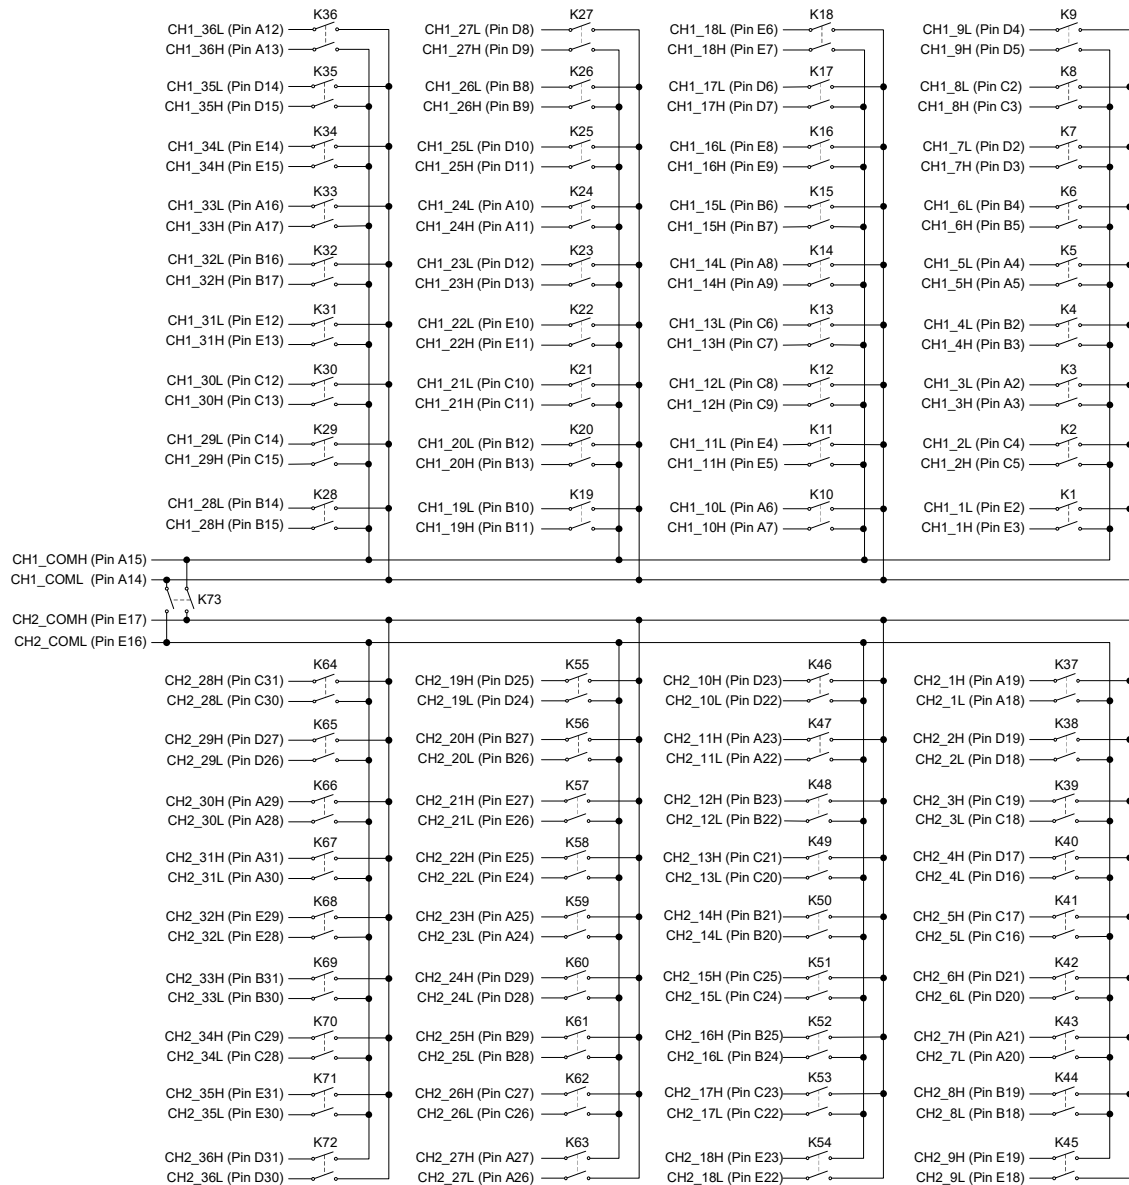 K36 K27 K18 K9
CH1_36L (Pin A12) CH1_27L (Pin D8) CH1_18L (Pin E6) CH1_9L (Pin D4)
CH1_36H (Pin A13) CH1_27H (Pin D9) CH1_18H (Pin E7) CH1_9H (Pin D5)
K35 K26 K17 K8
CH1_35L (Pin D14) CH1_26L (Pin B8) CH1_17L (Pin D6) CH1_8L (Pin C2)
CH1_35H (Pin D15) CH1_26H (Pin B9) CH1_17H (Pin D7) CH1_8H (Pin C3)
K34 K25 K16 K7
CH1_34L (Pin E14) CH1_25L (Pin D10) CH1_16L (Pin E8) CH1_7L (Pin D2)
CH1_34H (Pin E15) CH1_25H (Pin D11) CH1_16H (Pin E9) CH1_7H (Pin D3)
K33 K24 K15 K6
CH1_33L (Pin A16) CH1_24L (Pin A10) CH1_15L (Pin B6) CH1_6L (Pin B4)
CH1_33H (Pin A17) CH1_24H (Pin A11) CH1_15H (Pin B7) CH1_6H (Pin B5)
K32 K23 K14 K5
CH1_32L (Pin B16) CH1_23L (Pin D12) CH1_14L (Pin A8) CH1_5L (Pin A4)
CH1_32H (Pin B17) CH1_23H (Pin D13) CH1_14H (Pin A9) CH1_5H (Pin A5)
K31 K22 K13 K4
CH1_31L (Pin E12) CH1_22L (Pin E10) CH1_13L (Pin C6) CH1_4L (Pin B2)
CH1_31H (Pin E13) CH1_22H (Pin E11) CH1_13H (Pin C7) CH1_4H (Pin B3)
K30 K21 K12 K3
CH1_30L (Pin C12) CH1_21L (Pin C10) CH1_12L (Pin C8) CH1_3L (Pin A2)
CH1_30H (Pin C13) CH1_21H (Pin C11) CH1_12H (Pin C9) CH1_3H (Pin A3)
K29 K20 K11 K2
CH1_29L (Pin C14) CH1_20L (Pin B12) CH1_11L (Pin E4) CH1_2L (Pin C4)
CH1_29H (Pin C15) CH1_20H (Pin B13) CH1_11H (Pin E5) CH1_2H (Pin C5)
K28 K19 K10 K1
CH1_28L (Pin B14) CH1_19L (Pin B10) CH1_10L (Pin A6) CH1_1L (Pin E2)
CH1_28H (Pin B15) CH1_19H (Pin B11) CH1_10H (Pin A7) CH1_1H (Pin E3)
CH1_COMH (Pin A15)
CH1_COML (Pin A14)
K73
CH2_COMH (Pin E17)
CH2_COML (Pin E16)
K64 K55 K46 K37
CH2_28H (Pin C31) CH2_19H (Pin D25) CH2_10H (Pin D23) CH2_1H (Pin A19)
CH2_28L (Pin C30) CH2_19L (Pin D24) CH2_10L (Pin D22) CH2_1L (Pin A18)
K65 K56 K47 K38
CH2_29H (Pin D27) CH2_20H (Pin B27) CH2_11H (Pin A23) CH2_2H (Pin D19)
CH2_29L (Pin D26) CH2_20L (Pin B26) CH2_11L (Pin A22) CH2_2L (Pin D18)
K66 K57 K48 K39
CH2_30H (Pin A29) CH2_21H (Pin E27) CH2_12H (Pin B23) CH2_3H (Pin C19)
CH2_30L (Pin A28) CH2_21L (Pin E26) CH2_12L (Pin B22) CH2_3L (Pin C18)
K67 K58 K49 K40
CH2_31H (Pin A31) CH2_22H (Pin E25) CH2_13H (Pin C21) CH2_4H (Pin D17)
CH2_31L (Pin A30) CH2_22L (Pin E24) CH2_13L (Pin C20) CH2_4L (Pin D16)
K68 K59 K50 K41
CH2_32H (Pin E29) CH2_23H (Pin A25) CH2_14H (Pin B21) CH2_5H (Pin C17)
CH2_32L (Pin E28) CH2_23L (Pin A24) CH2_14L (Pin B20) CH2_5L (Pin C16)
K69 K60 K51 K42
CH2_33H (Pin B31) CH2_24H (Pin D29) CH2_15H (Pin C25) CH2_6H (Pin D21)
CH2_33L (Pin B30) CH2_24L (Pin D28) CH2_15L (Pin C24) CH2_6L (Pin D20)
K70 K61 K52 K43
CH2_34H (Pin C29) CH2_25H (Pin B29) CH2_16H (Pin B25) CH2_7H (Pin A21)
CH2_34L (Pin C28) CH2_25L (Pin B28) CH2_16L (Pin B24) CH2_7L (Pin A20)
K71 K62 K53 K44
CH2_35H (Pin E31) CH2_26H (Pin C27) CH2_17H (Pin C23) CH2_8H (Pin B19)
CH2_35L (Pin E30) CH2_26L (Pin C26) CH2_17L (Pin C22) CH2_8L (Pin B18)
K72 K63 K54 K45
CH2_36H (Pin D31) CH2_27H (Pin A27) CH2_18H (Pin E23) CH2_9H (Pin E19)
CH2_36L (Pin D30) CH2_27L (Pin A26) CH2_18L (Pin E22) CH2_9L (Pin E18)